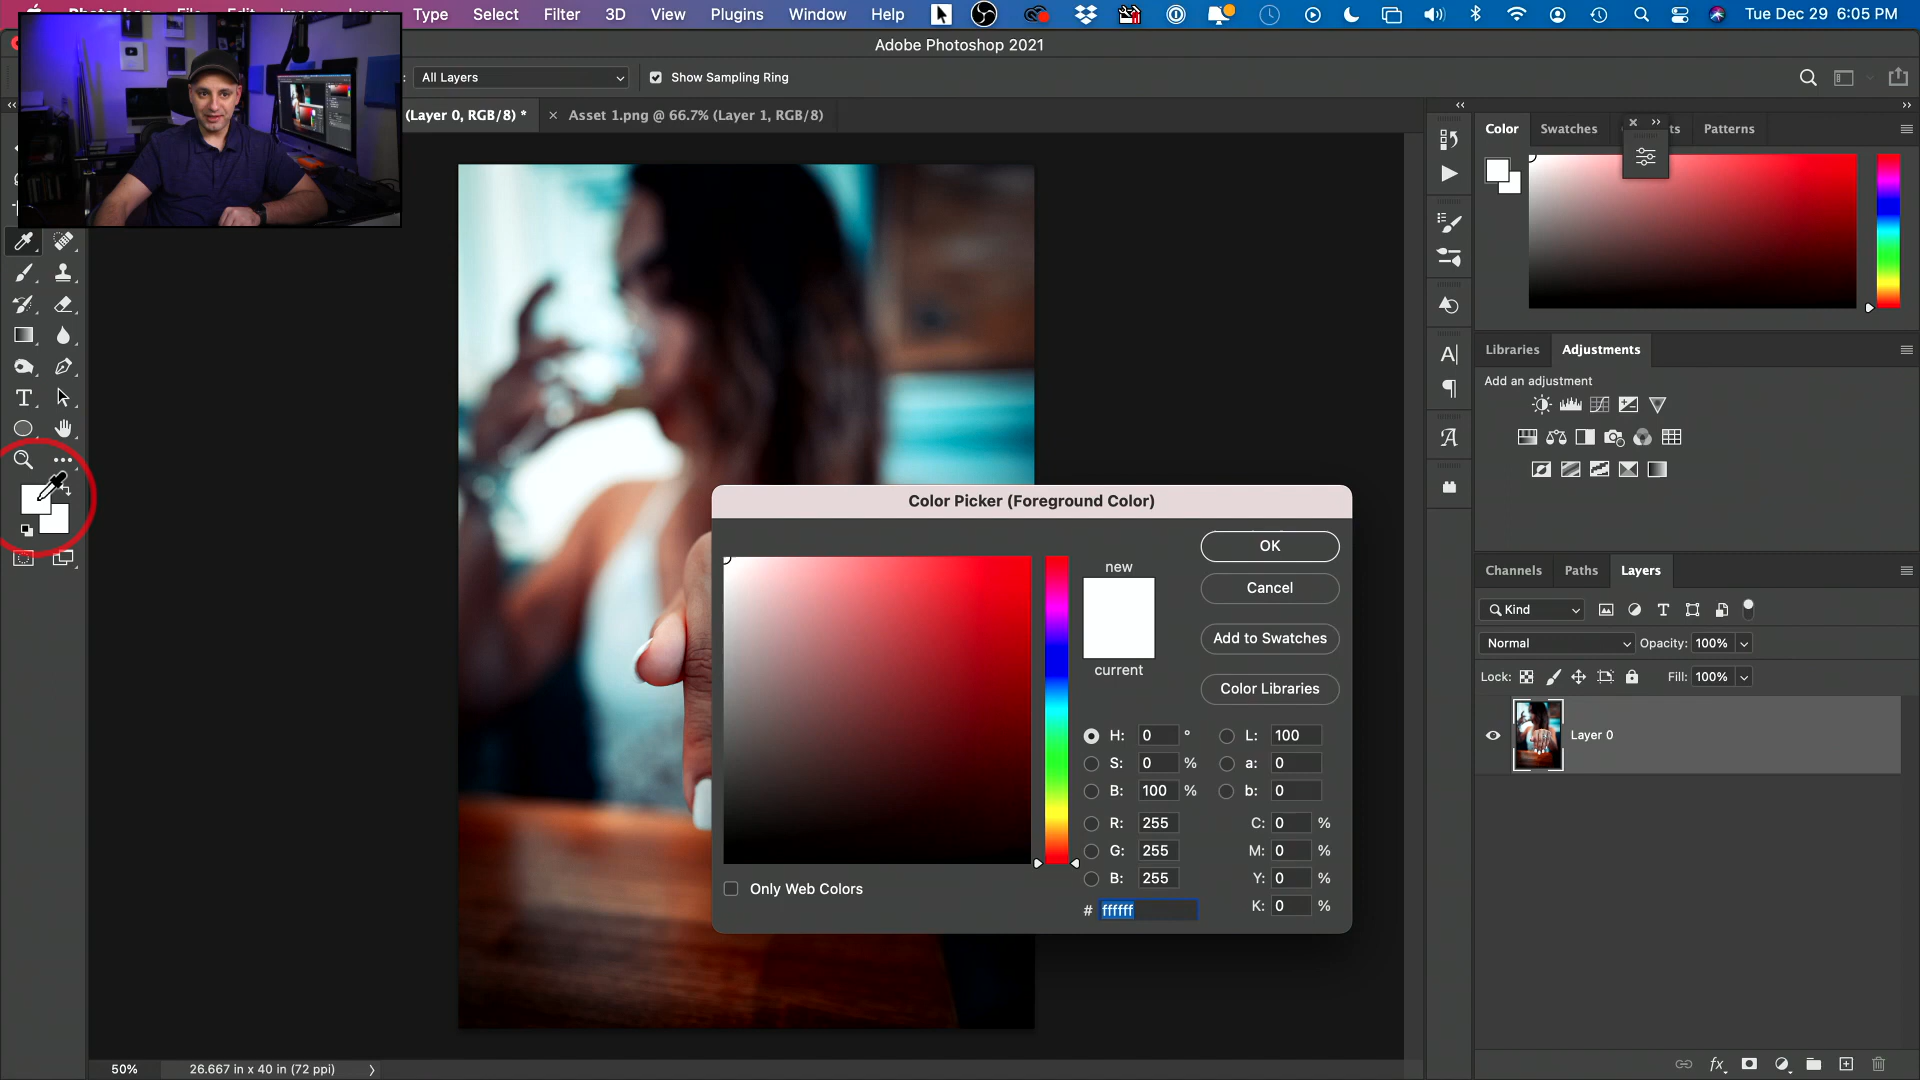 Type Select Filter 3D View Plugins Window Help Tue Dec 29 6:05 PM
Adobe Photoshop 2021
All Layers Show Sampling Ring
(Layer 0, RGB/8) * × Asset 1.png @ 66.7% (Layer 1, RGB/8)
Color Swatches Patterns
Libraries Adjustments
Add an adjustment
Color Picker (Foreground Color)
OK
new
Cancel
Add to Swatches
current
Color Libraries
H: 0 ° L: 100
S: 0 % a: 0
B: 100 % b: 0
R: 255 C: 0 %
G: 255 M: 0 %
B: 255 Y: 0 %
Only Web Colors
# ffffff K: 0 %
Channels Paths Layers
Kind
Normal Opacity: 100%
Lock: Fill: 100%
Layer 0
fx
50% 26.667 in x 40 in (72 ppi)